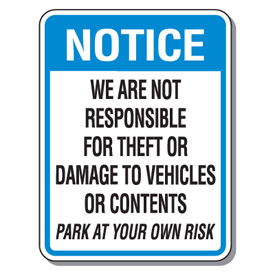 NOTICE
WE ARE NOT
RESPONSIBLE
FOR THEFT OR
DAMAGE TO VEHICLES
OR CONTENTS
PARK AT YOUR OWN RISK